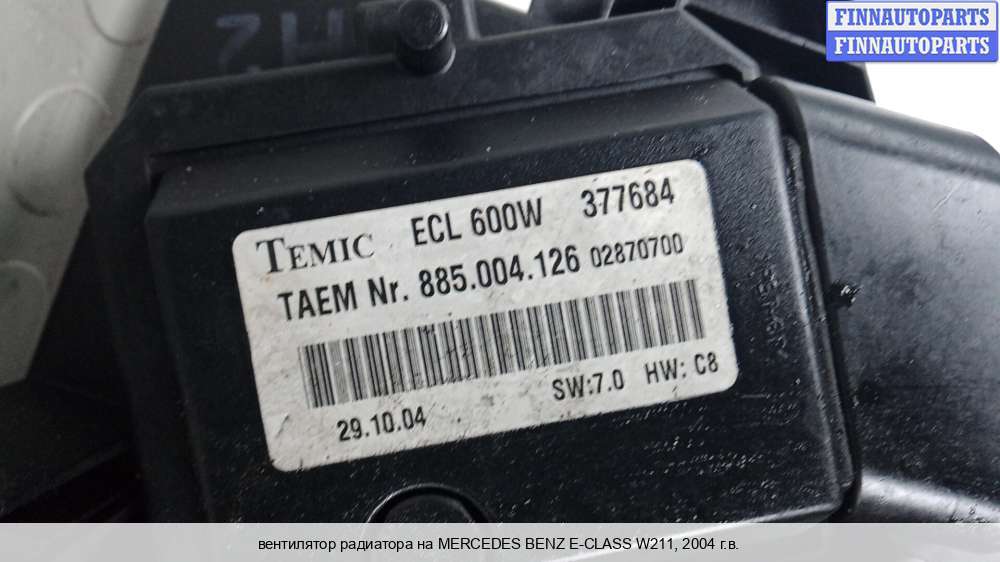 FINNAUTOPARTS
FINNAUTOPARTS
TEMIC ECL 600W 377684
TAEM Nr. 885.004.126 02870700
29.10.04 SW:7.0 HW: C8
вентилятор радиатора на MERCEDES BENZ E-CLASS W211, 2004 г.в.